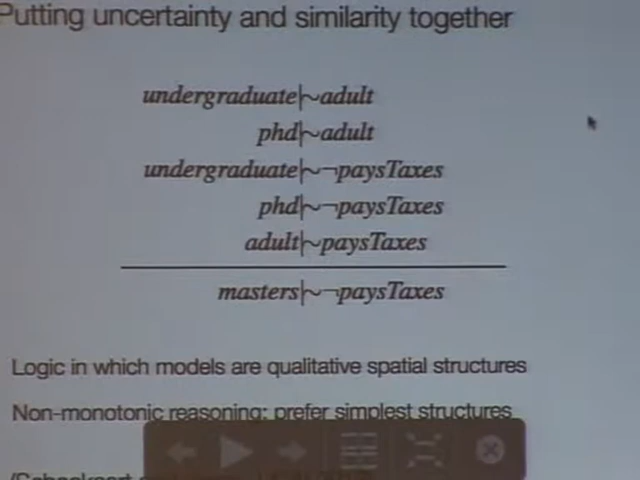 Putting uncertainty and similarity together
undergraduate|~adult
phd|~adult
undergraduate|~¬paysTaxes
phd|~¬paysTaxes
adult|~paysTaxes
masters|~¬paysTaxes
Logic in which models are qualitative spatial structures
Non-monotonic reasoning: prefer simplest structures